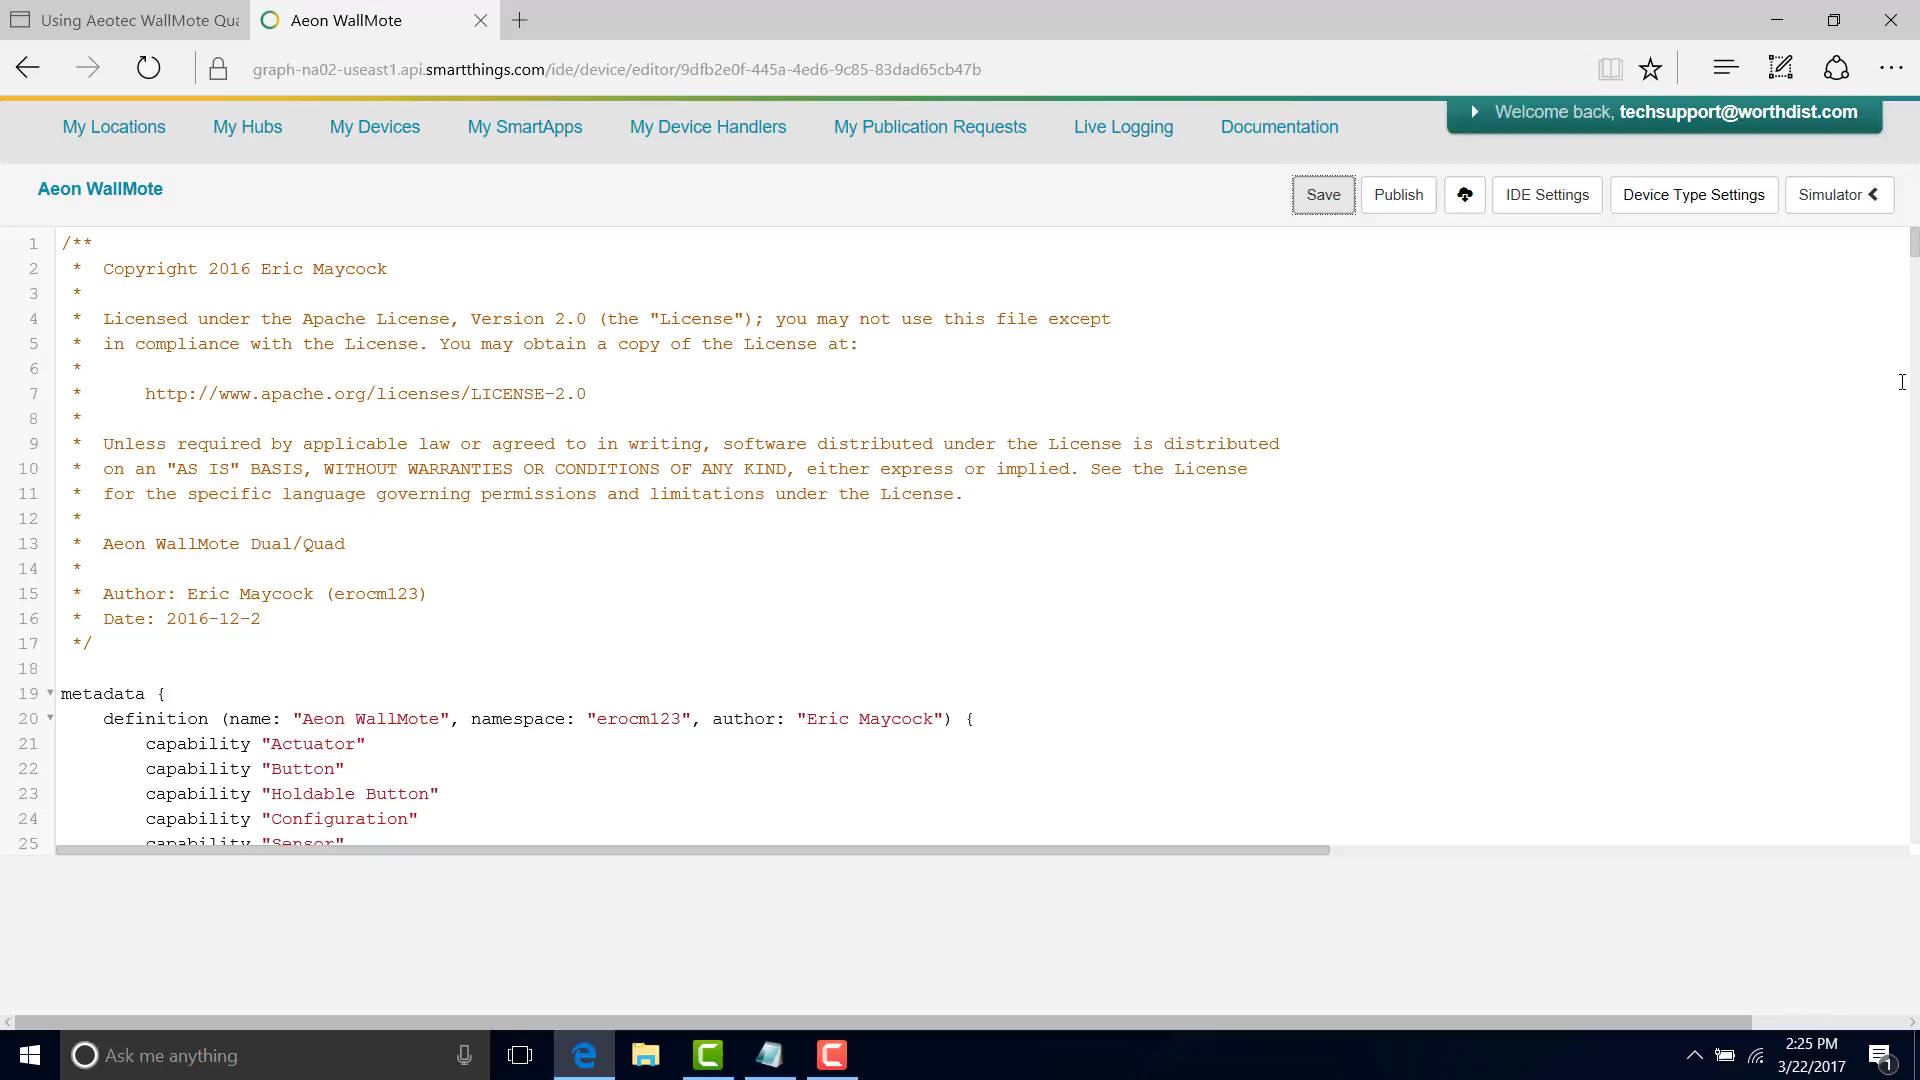 Using Aeotec WallMote Qua
Aeon WallMote
graph-na02-useast1.api.smartthings.com/ide/device/editor/9dfb2e0f-445a-4ed6-9c85-83dad65cb47b
My Locations My Hubs My Devices My SmartApps My Device Handlers My Publication Requests Live Logging Documentation
Welcome back, techsupport@worthdist.com
Aeon WallMote
Save Publish IDE Settings Device Type Settings Simulator
1 /**
2 * Copyright 2016 Eric Maycock
3 *
4 * Licensed under the Apache License, Version 2.0 (the "License"); you may not use this file except
5 * in compliance with the License. You may obtain a copy of the License at:
6 *
7 * http://www.apache.org/licenses/LICENSE-2.0
8 *
9 * Unless required by applicable law or agreed to in writing, software distributed under the License is distributed
10 * on an "AS IS" BASIS, WITHOUT WARRANTIES OR CONDITIONS OF ANY KIND, either express or implied. See the License
11 * for the specific language governing permissions and limitations under the License.
12 *
13 * Aeon WallMote Dual/Quad
14 *
15 * Author: Eric Maycock (erocm123)
16 * Date: 2016-12-2
17 */
18
19 metadata {
20 definition (name: "Aeon WallMote", namespace: "erocm123", author: "Eric Maycock") {
21 capability "Actuator"
22 capability "Button"
23 capability "Holdable Button"
24 capability "Configuration"
25 capability "Sensor"
Ask me anything
2:25 PM
3/22/2017
1